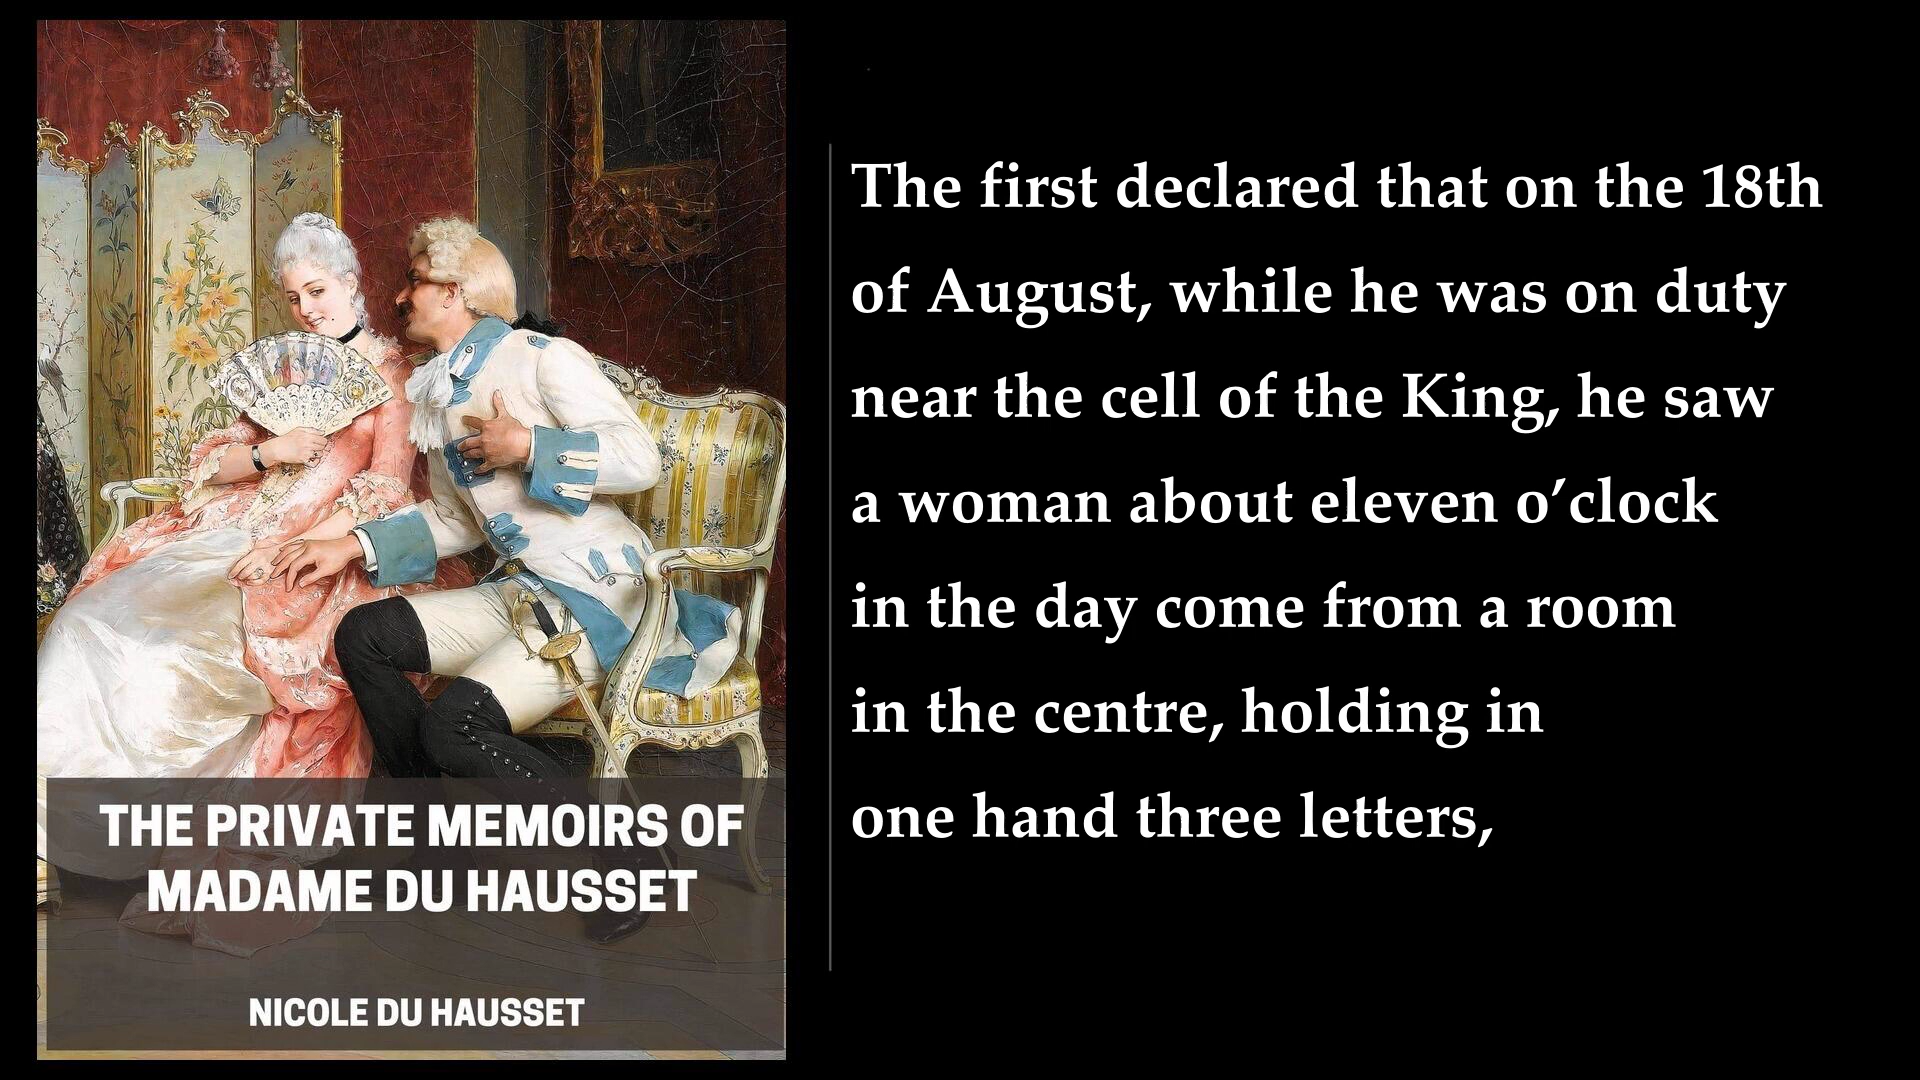 THE PRIVATE MEMOIRS OF
MADAME DU HAUSSET
NICOLE DU HAUSSET
The first declared that on the 18th
of August, while he was on duty
near the cell of the King, he saw
a woman about eleven o’clock
in the day come from a room
in the centre, holding in
one hand three letters,